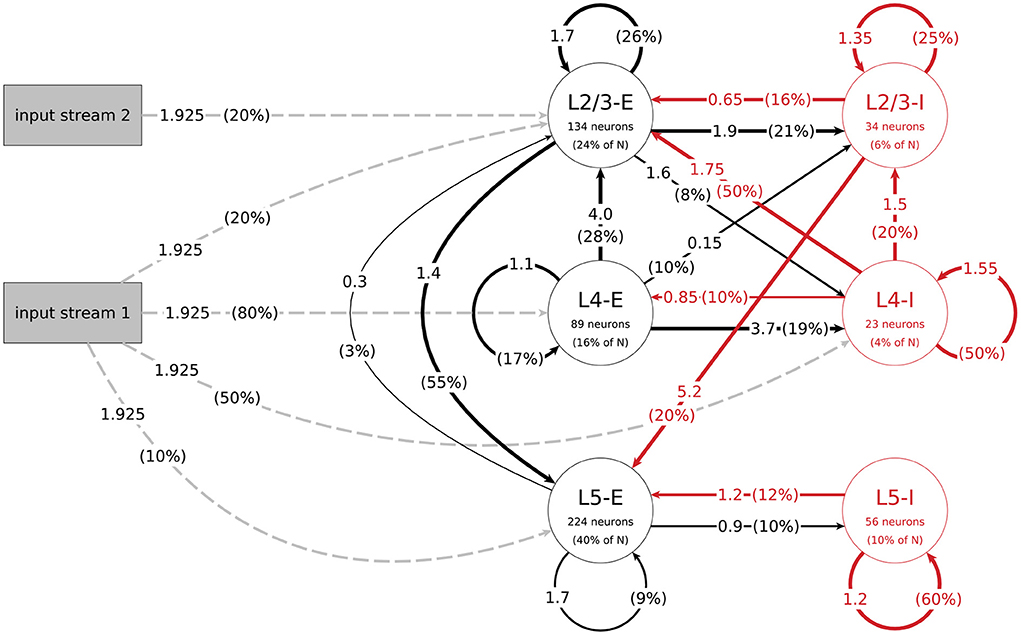 1.7
(26%)
1.35
(25%)
input stream 2
1.925
(20%)
L2/3-E
134 neurons
(24% of N)
0.65
(16%)
1.9
(21%)
L2/3-I
34 neurons
(6% of N)
1.6
(8%)
1.75
(50%)
1.5
(20%)
4.0
(28%)
0.15
(10%)
(20%)
1.925
input stream 1
1.925
(80%)
0.3
(3%)
1.4
(55%)
1.1
(17%)
L4-E
89 neurons
(16% of N)
0.85
(10%)
3.7
(19%)
L4-I
23 neurons
(4% of N)
1.55
(50%)
1.925
(50%)
1.925
(10%)
5.2
(20%)
L5-E
224 neurons
(40% of N)
1.2
(12%)
0.9
(10%)
L5-I
56 neurons
(10% of N)
1.7
(9%)
1.2
(60%)